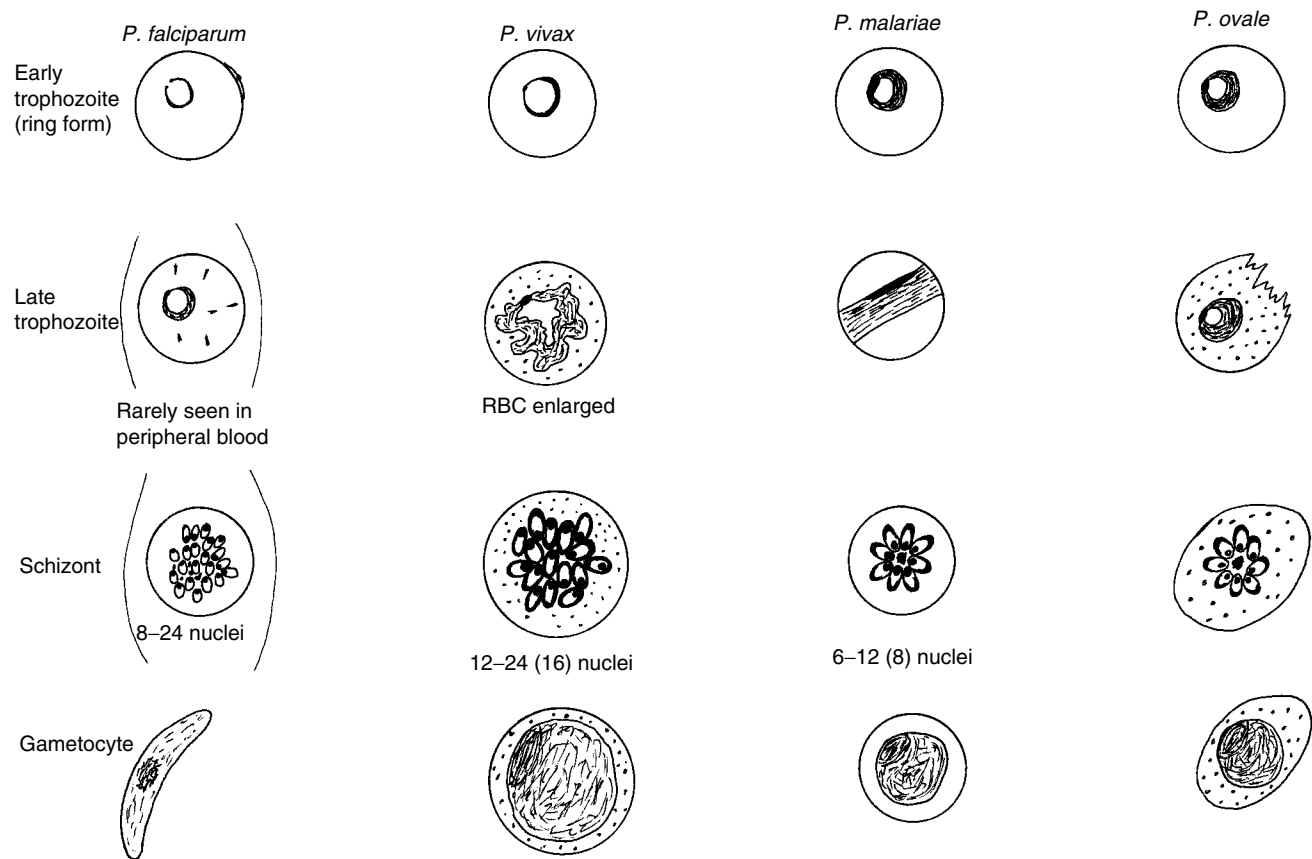 P. falciparum
P. vivax
P. malariae
P. ovale
Early
trophozoite
(ring form)
Late
trophozoite
Rarely seen in
peripheral blood
RBC enlarged
Schizont
8–24 nuclei
12–24 (16) nuclei
6–12 (8) nuclei
Gametocyte